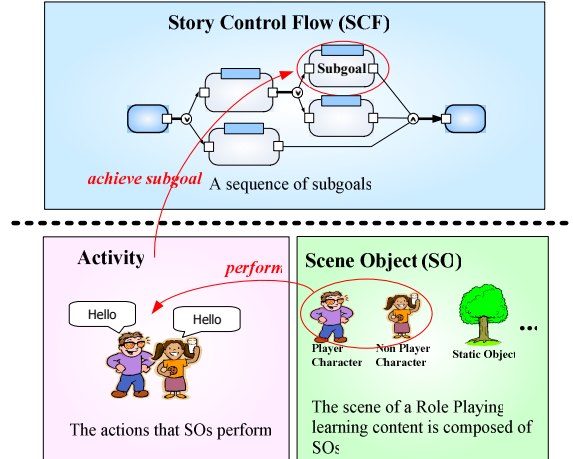 Story Control Flow (SCF)
Subgoal
v
v
^
achieve subgoal
A sequence of subgoals
Activity
perform
Hello
Hello
The actions that SOs perform
Scene Object (SO)
Player
Character
Non Player
Character
Static Object
...
The scene of a Role Playing
learning content is composed of
SOs